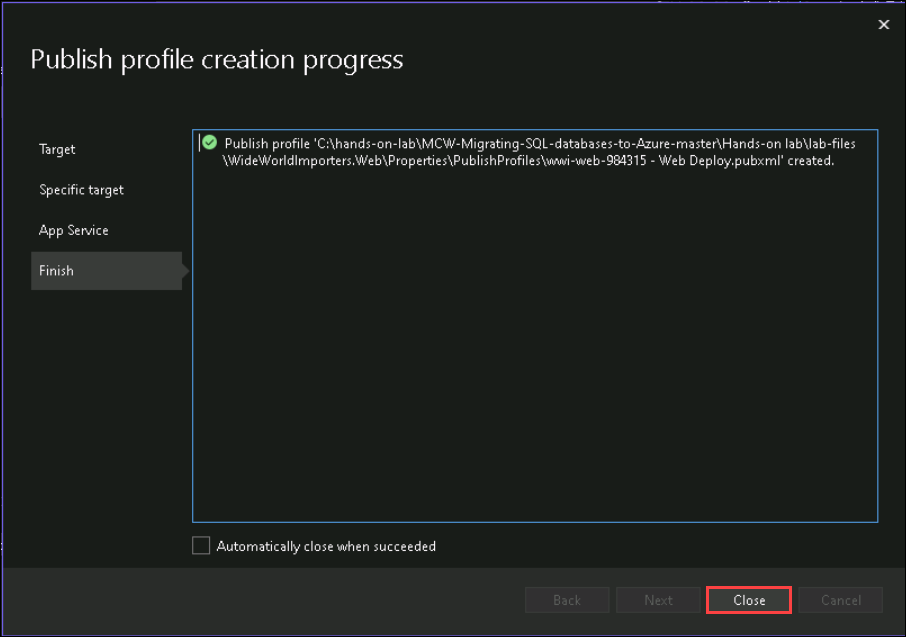 Publish profile creation progress
Target
Specific target
App Service
Finish
Publish profile 'C:\hands-on-lab\MCW-Migrating-SQL-databases-to-Azure-master\Hands-on lab\lab-files
\WideWorldImporters.Web\Properties\PublishProfiles\wwi-web-984315 - Web Deploy.pubxml' created.
Automatically close when succeeded
Back
Next
Close
Cancel